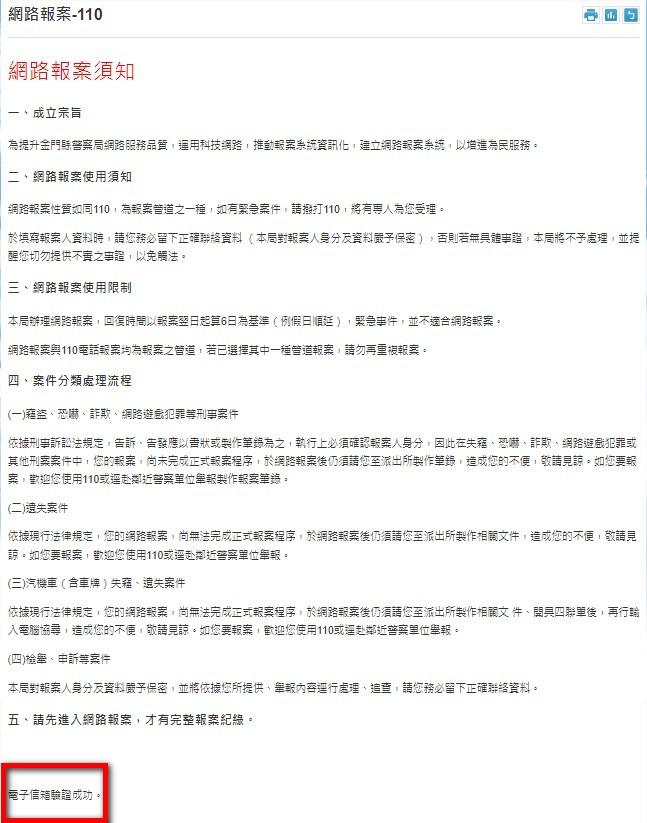 網路報案-110
網路報案須知
一、成立宗旨
為提升金門縣警察局網路服務品質，運用科技網路，推動報案系統資訊化，建立網路報案系統，以增進為民服務。
二、網路報案使用須知
網路報案性質如同110，為報案管道之一種，如有緊急案件，請撥打110，將有專人為您受理。
於填寫報案人資料時，請您務必留下正確聯絡資料（本局對報案人身分及資料嚴予保密），否則若無具體事證，本局將不予處理，並提
醒您切勿提供不實之事證，以免觸法。
三、網路報案使用限制
本局辦理網路報案，回復時間以報案翌日起算6日為基準（例假日順延），緊急事件，並不適合網路報案。
網路報案與110電話報案均為報案之管道，若已選擇其中一種管道報案，請勿再重複報案。
四、案件分類處理流程
(一)竊盜、恐嚇、詐欺、網路遊戲犯罪等刑事案件
依據刑事訴訟法規定，告訴、告發應以書狀或製作筆錄為之，執行上必須確認報案人身分，因此在失竊、恐嚇、詐欺、網路遊戲犯罪或
其他刑案案件中，您的報案，尚未完成正式報案程序，於網路報案後仍須請您至派出所製作筆錄，造成您的不便，敬請見諒。如您要報
案，歡迎您使用110或逕赴鄰近警察單位舉報製作報案筆錄。
(二)遺失案件
依據現行法律規定，您的網路報案，尚無法完成正式報案程序，於網路報案後仍須請您至派出所製作相關文件，造成您的不便，敬請見
諒。如您要報案，歡迎您使用110或逕赴鄰近警察單位舉報。
(三)汽機車（含車牌）失竊、遺失案件
依據現行法律規定，您的網路報案，尚無法完成正式報案程序，於網路報案後仍須請您至派出所製作相關文 件、開具四聯單後，再行輸
入電腦協尋，造成您的不便，敬請見諒。如您要報案，歡迎您使用110或逕赴鄰近警察單位舉報。
(四)檢舉、申訴等案件
本局對報案人身分及資料嚴予保密，並將依據您所提供、舉報內容逕行處理、追查，請您務必留下正確聯絡資料。
五、請先進入網路報案，才有完整報案紀錄。
電子信箱驗證成功。